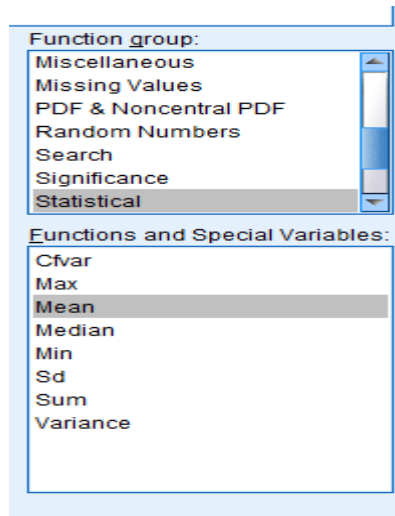 Function group:
Miscellaneous
Missing Values
PDF & Noncentral PDF
Random Numbers
Search
Significance
Statistical
Functions and Special Variables:
Cfvar
Max
Mean
Median
Min
Sd
Sum
Variance